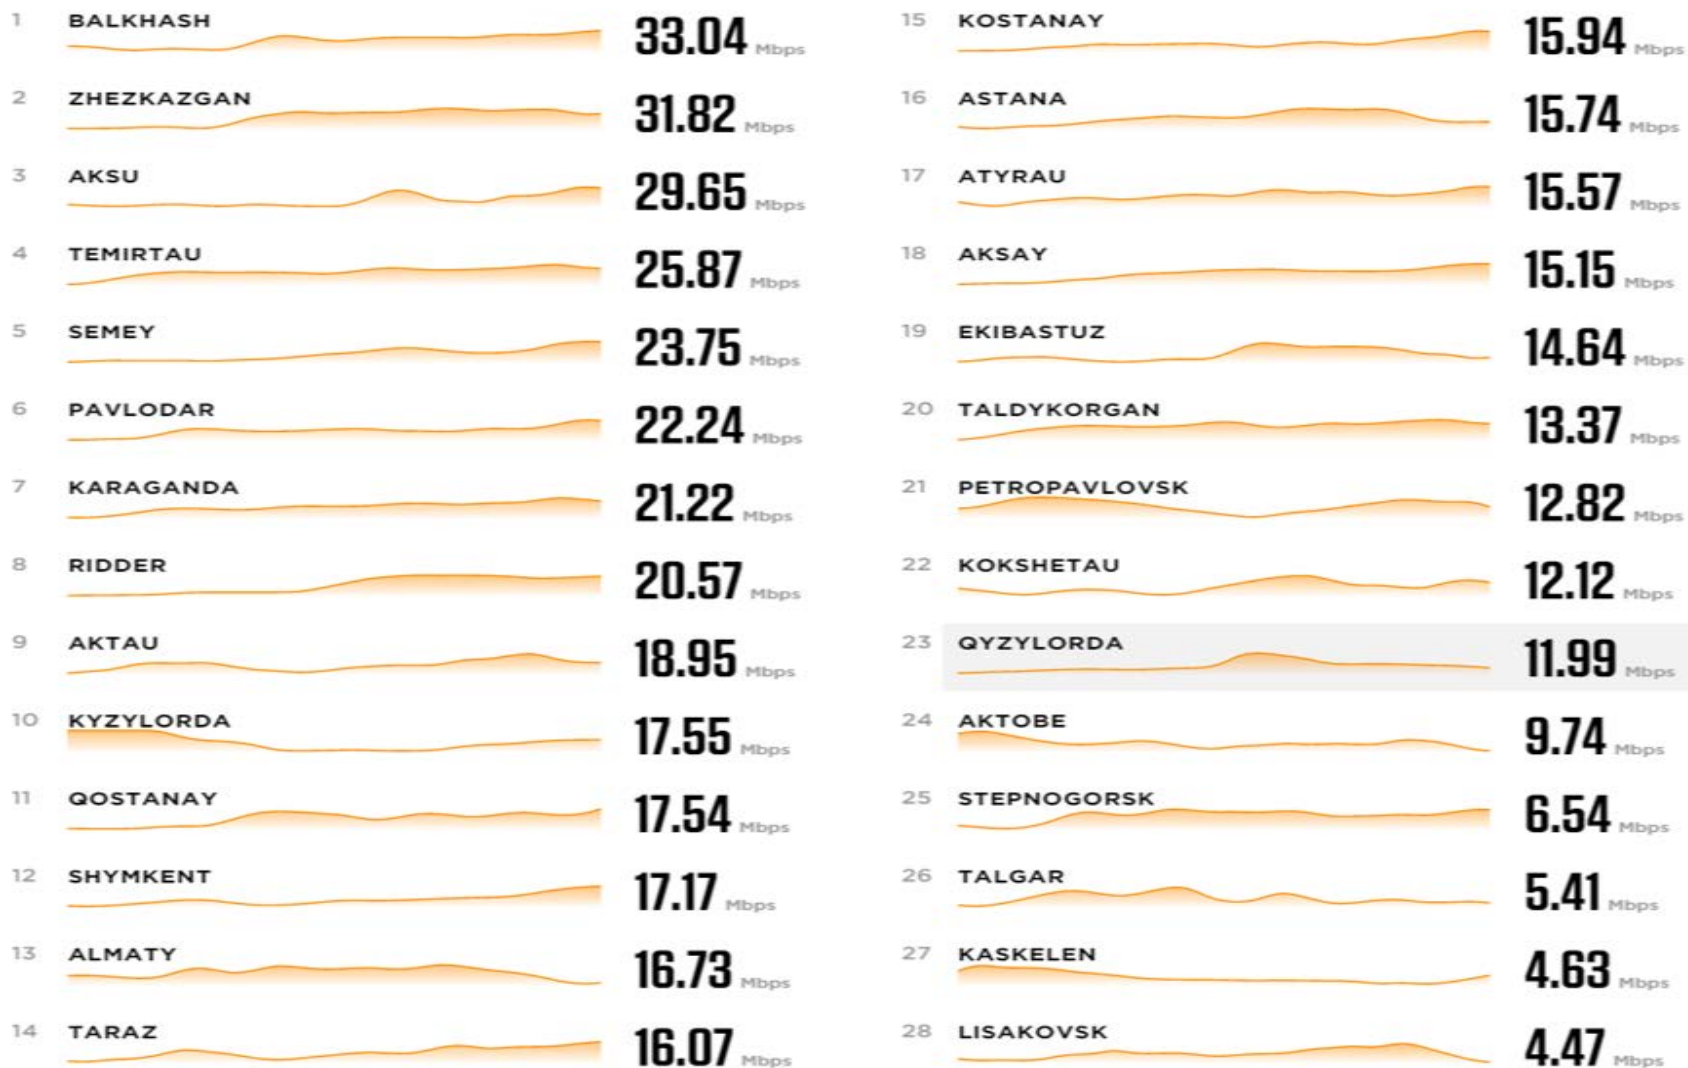 1 BALKHASH 33.04 Mbps
2 ZHEZKAZGAN 31.82 Mbps
3 AKSU 29.65 Mbps
4 TEMIRTAU 25.87 Mbps
5 SEMEY 23.75 Mbps
6 PAVLODAR 22.24 Mbps
7 KARAGANDA 21.22 Mbps
8 RIDDER 20.57 Mbps
9 AKTAU 18.95 Mbps
10 KYZYLORDA 17.55 Mbps
11 QOSTANAY 17.54 Mbps
12 SHYMKENT 17.17 Mbps
13 ALMATY 16.73 Mbps
14 TARAZ 16.07 Mbps
15 KOSTANAY 15.94 Mbps
16 ASTANA 15.74 Mbps
17 ATYRAU 15.57 Mbps
18 AKSAY 15.15 Mbps
19 EKIBASTUZ 14.64 Mbps
20 TALDYKORGAN 13.37 Mbps
21 PETROPAVLOVSK 12.82 Mbps
22 KOKSHETAU 12.12 Mbps
23 QYZYLORDA 11.99 Mbps
24 AKTOBE 9.74 Mbps
25 STEPNOGORSK 6.54 Mbps
26 TALGAR 5.41 Mbps
27 KASKELEN 4.63 Mbps
28 LISAKOVSK 4.47 Mbps